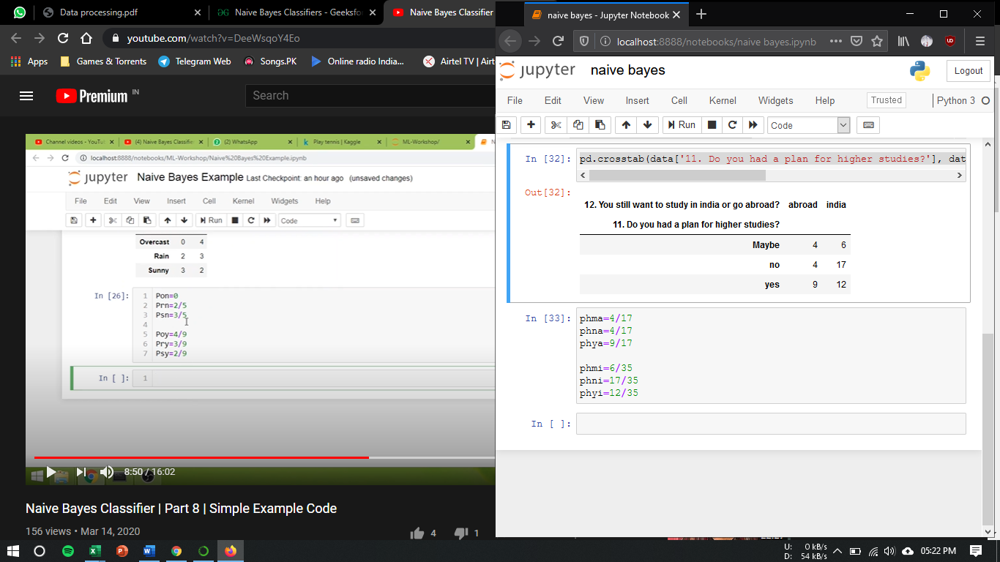 Data processing.pdf
Naive Bayes Classifiers - Geeksfo
Naive Bayes Classifier
youtube.com/watch?v=DeeWsqoY4Eo
Apps
Games & Torrents
Telegram Web
Songs.PK
Online radio India...
Airtel TV | Airt
Premium IN
Search
Channel videos - YouTu
(4) Naive Bayes Classifie
(2) WhatsApp
Play tennis | Kaggle
ML-Workshop/
N
localhost:8888/notebooks/ML-Workshop/Naive%20Bayes%20Example.ipynb
jupyter Naive Bayes Example Last Checkpoint: an hour ago (unsaved changes)
File Edit View Insert Cell Kernel Widgets Help
Run Code
Overcast 0 4
Rain 2 3
Sunny 3 2
In [26]:
1 Pon=0
2 Prn=2/5
3 Psn=3/5
4
5 Poy=4/9
6 Pry=3/9
7 Psy=2/9
In [ ]: 1
8:50 / 16:02
Naive Bayes Classifier | Part 8 | Simple Example Code
156 views • Mar 14, 2020
4 1
naive bayes - Jupyter Notebook
localhost:8888/notebooks/naive bayes.ipynb
jupyter naive bayes
Logout
File Edit View Insert Cell Kernel Widgets Help
Trusted
Python 3
Run Code
In [32]: pd.crosstab(data['11. Do you had a plan for higher studies?'], dat
Out[32]:
12. You still want to study in india or go abroad? abroad india
11. Do you had a plan for higher studies?
Maybe 4 6
no 4 17
yes 9 12
In [33]: phma=4/17
phna=4/17
phya=9/17
phmi=6/35
phni=17/35
phyi=12/35
In [ ]:
U: 0 kB/s
D: 54 kB/s
05:22 PM